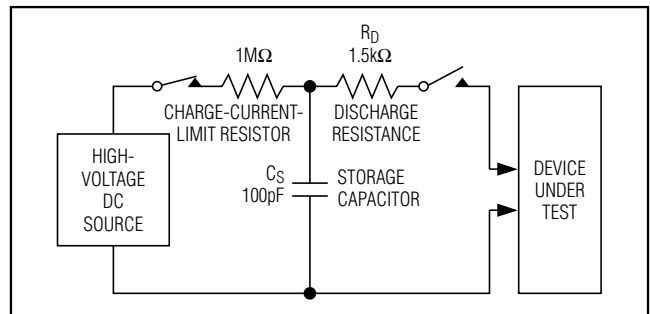 R_D
1MΩ 1.5kΩ
CHARGE-CURRENT-
LIMIT RESISTOR
DISCHARGE
RESISTANCE
HIGH-
VOLTAGE
DC
SOURCE
C_S
100pF
STORAGE
CAPACITOR
DEVICE
UNDER
TEST